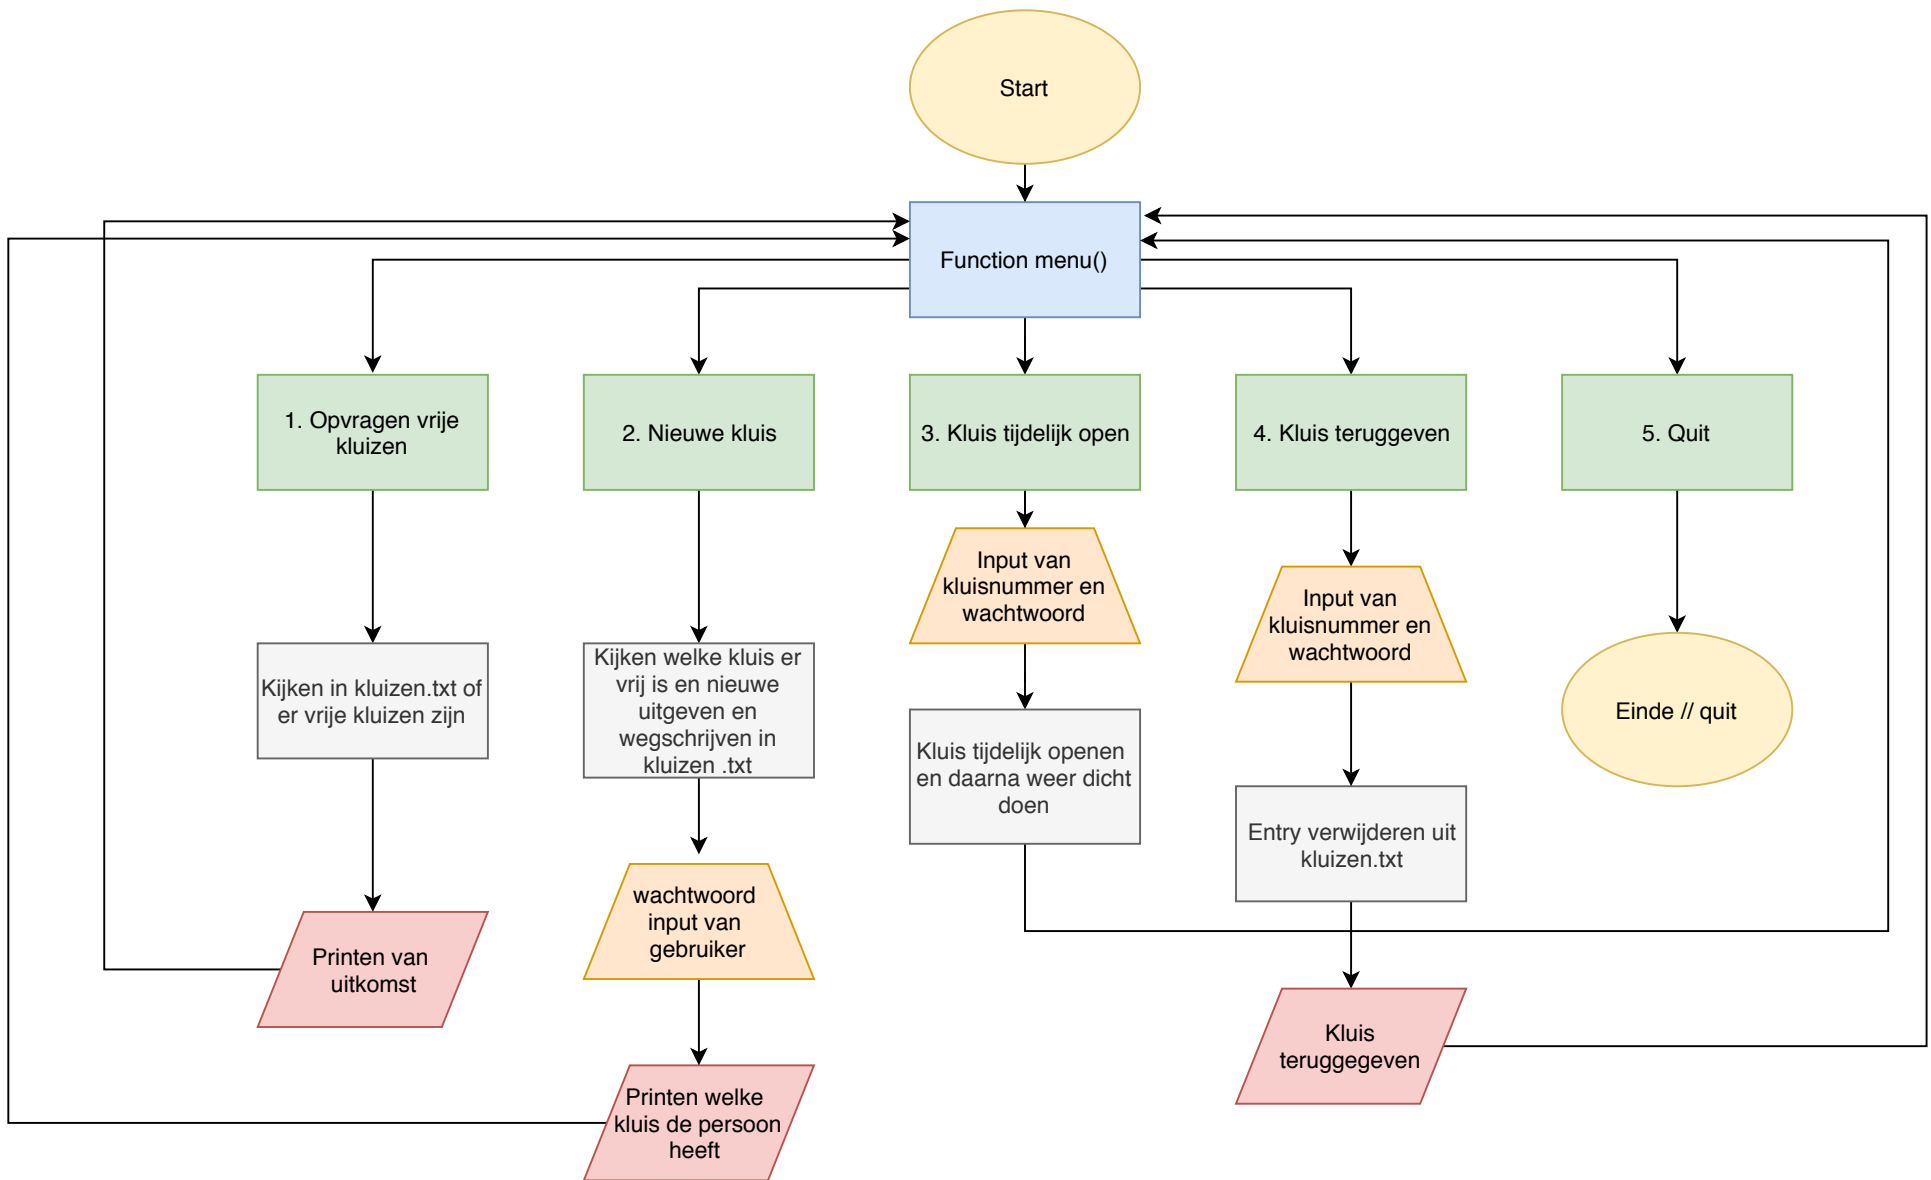 Start
Function menu()
1. Opvragen vrije
kluizen
2. Nieuwe kluis
3. Kluis tijdelijk open
4. Kluis teruggeven
5. Quit
Input van
kluisnummer en
wachtwoord
Input van
kluisnummer en
wachtwoord
Kijken in kluizen.txt of
er vrije kluizen zijn
Kijken welke kluis er
vrij is en nieuwe
uitgeven en
wegschrijven in
kluizen .txt
Kluis tijdelijk openen
en daarna weer dicht
doen
Einde // quit
Entry verwijderen uit
kluizen.txt
wachtwoord
input van
gebruiker
Printen van
uitkomst
Kluis
teruggegeven
Printen welke
kluis de persoon
heeft